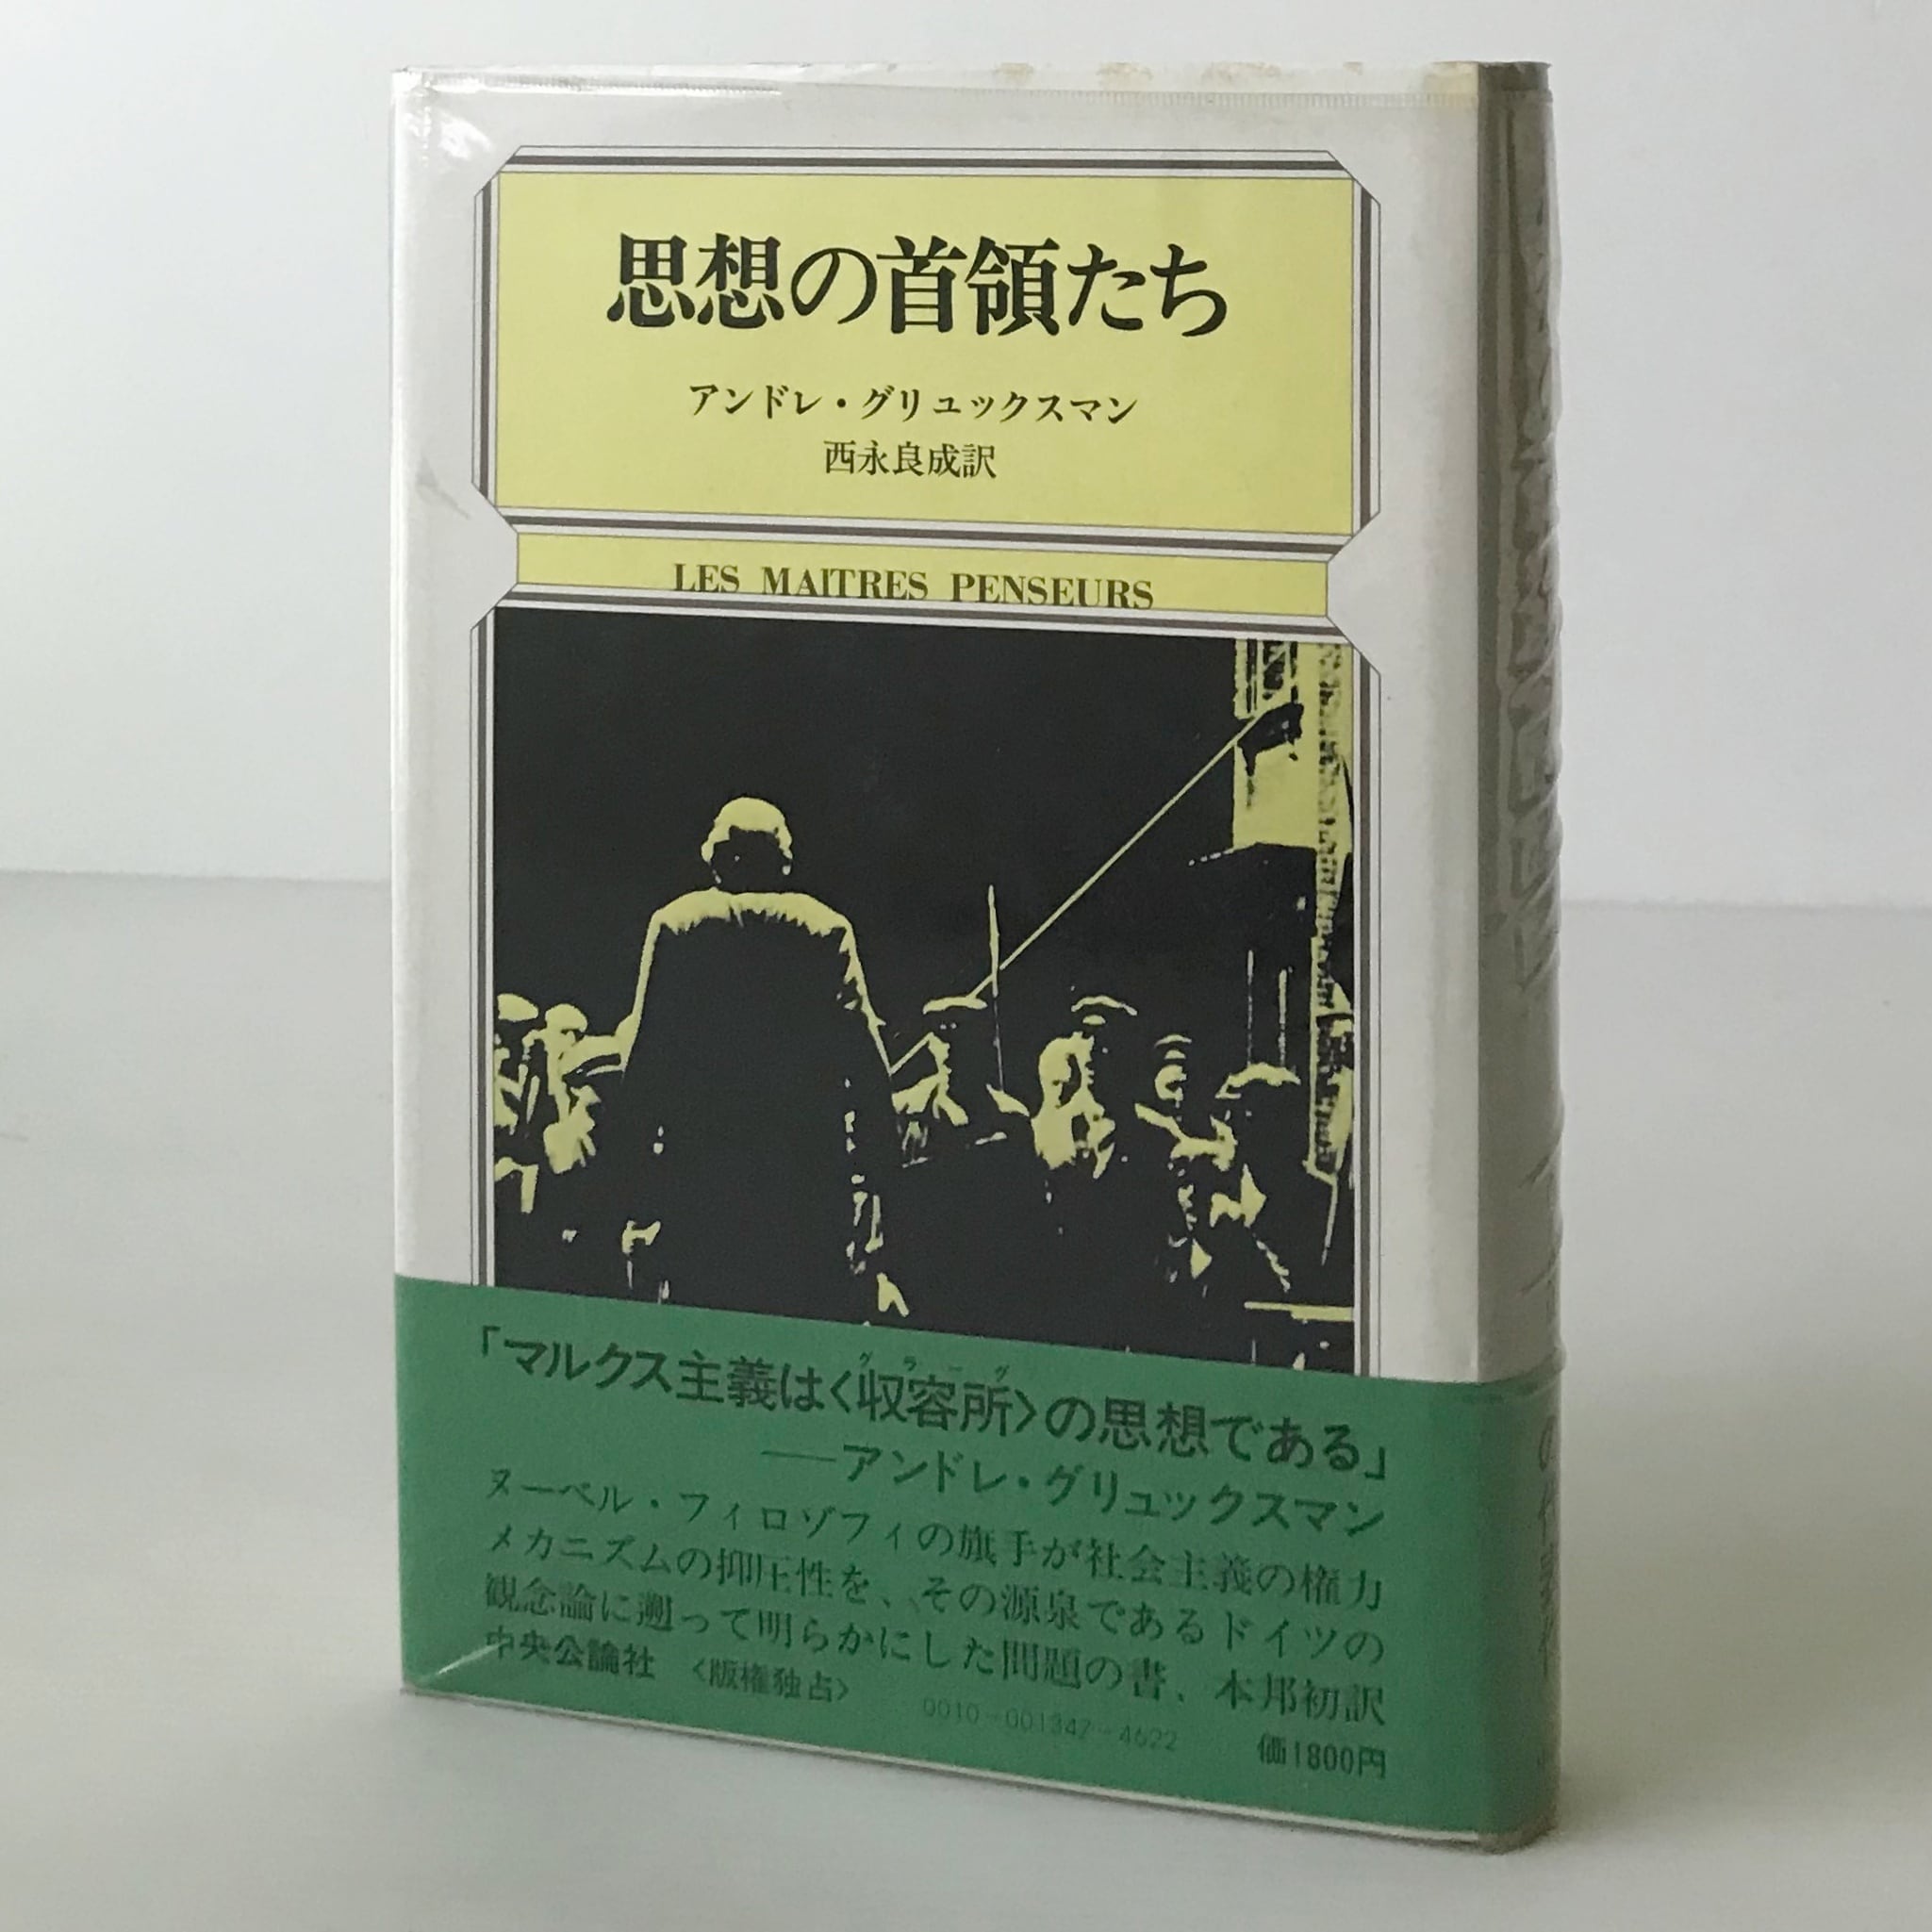 思想の首領たち
アンドレ・グリュックスマン
西永良成訳
LES MAITRES PENSEURS
グラーグ
「マルクス主義は〈収容所〉の思想である」
──アンドレ・グリュックスマン
ヌーベル・フィロゾフィの旗手が社会主義の権力
メカニズムの抑圧性を、その源泉であるドイツの
観念論に遡って明らかにした問題の書、本邦初訳
中央公論社 〈版権独占〉
0010-001347-4622
価1800円